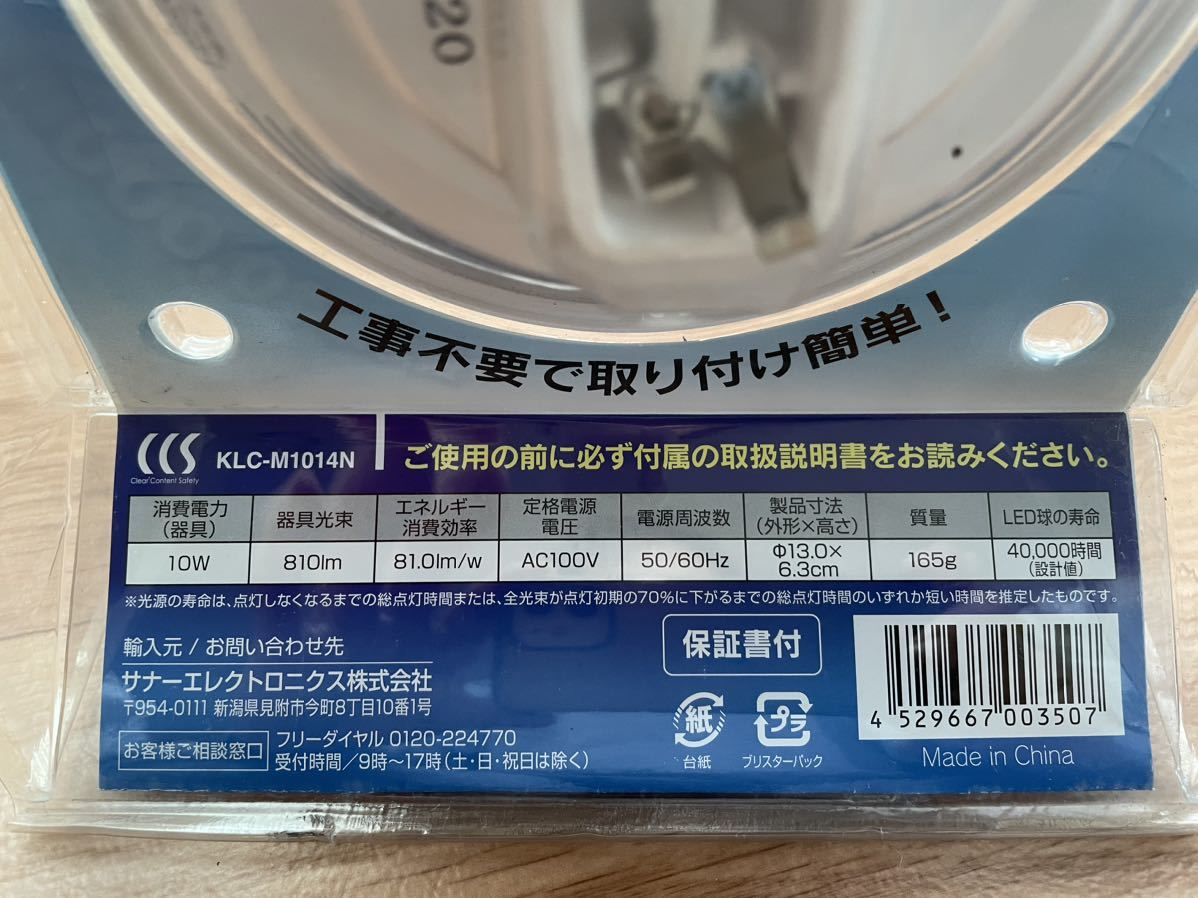 20
工事不要で取り付け簡単!
CCS
Clear Content Safety
KLC-M1014N
ご使用の前に必ず付属の取扱説明書をお読みください。
消費電力
(器具)
器具光束
エネルギー
消費効率
定格電源
電圧
電源周波数
製品寸法
(外形×高さ)
質量
LED球の寿命
10W
810lm
81.0lm/w
AC100V
50/60Hz
Φ13.0×
6.3cm
165g
40,000時間
(設計値)
※光源の寿命は、点灯しなくなるまでの総点灯時間または、全光束が点灯初期の70%に下がるまでの総点灯時間のいずれか短い時間を推定したものです。
輸入元 / お問い合わせ先
サナーエレクトロニクス株式会社
〒954-0111 新潟県見附市今町8丁目10番1号
お客様ご相談窓口
フリーダイヤル 0120-224770
受付時間/9時〜17時(土・日・祝日は除く)
保証書付
紙
台紙
プラ
ブリスターパック
4 529667 003507
Made in China